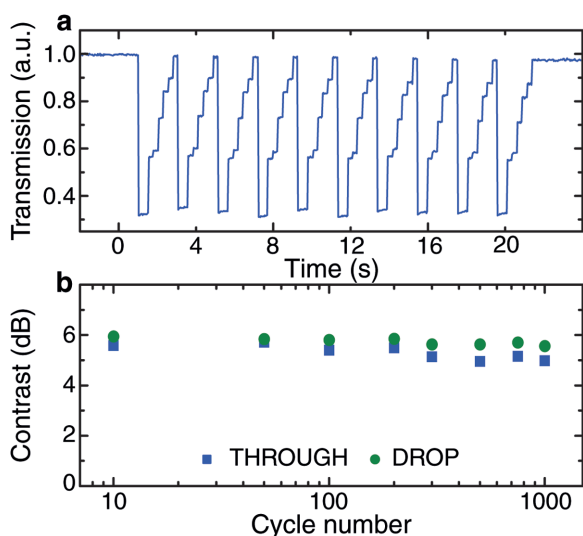 a
Transmission (a.u.)
1.0
0.8
0.6
0.4
0 4 8 12 16 20
Time (s)
b
Contrast (dB)
8
6
4
2
0
THROUGH DROP
10 100 1000
Cycle number